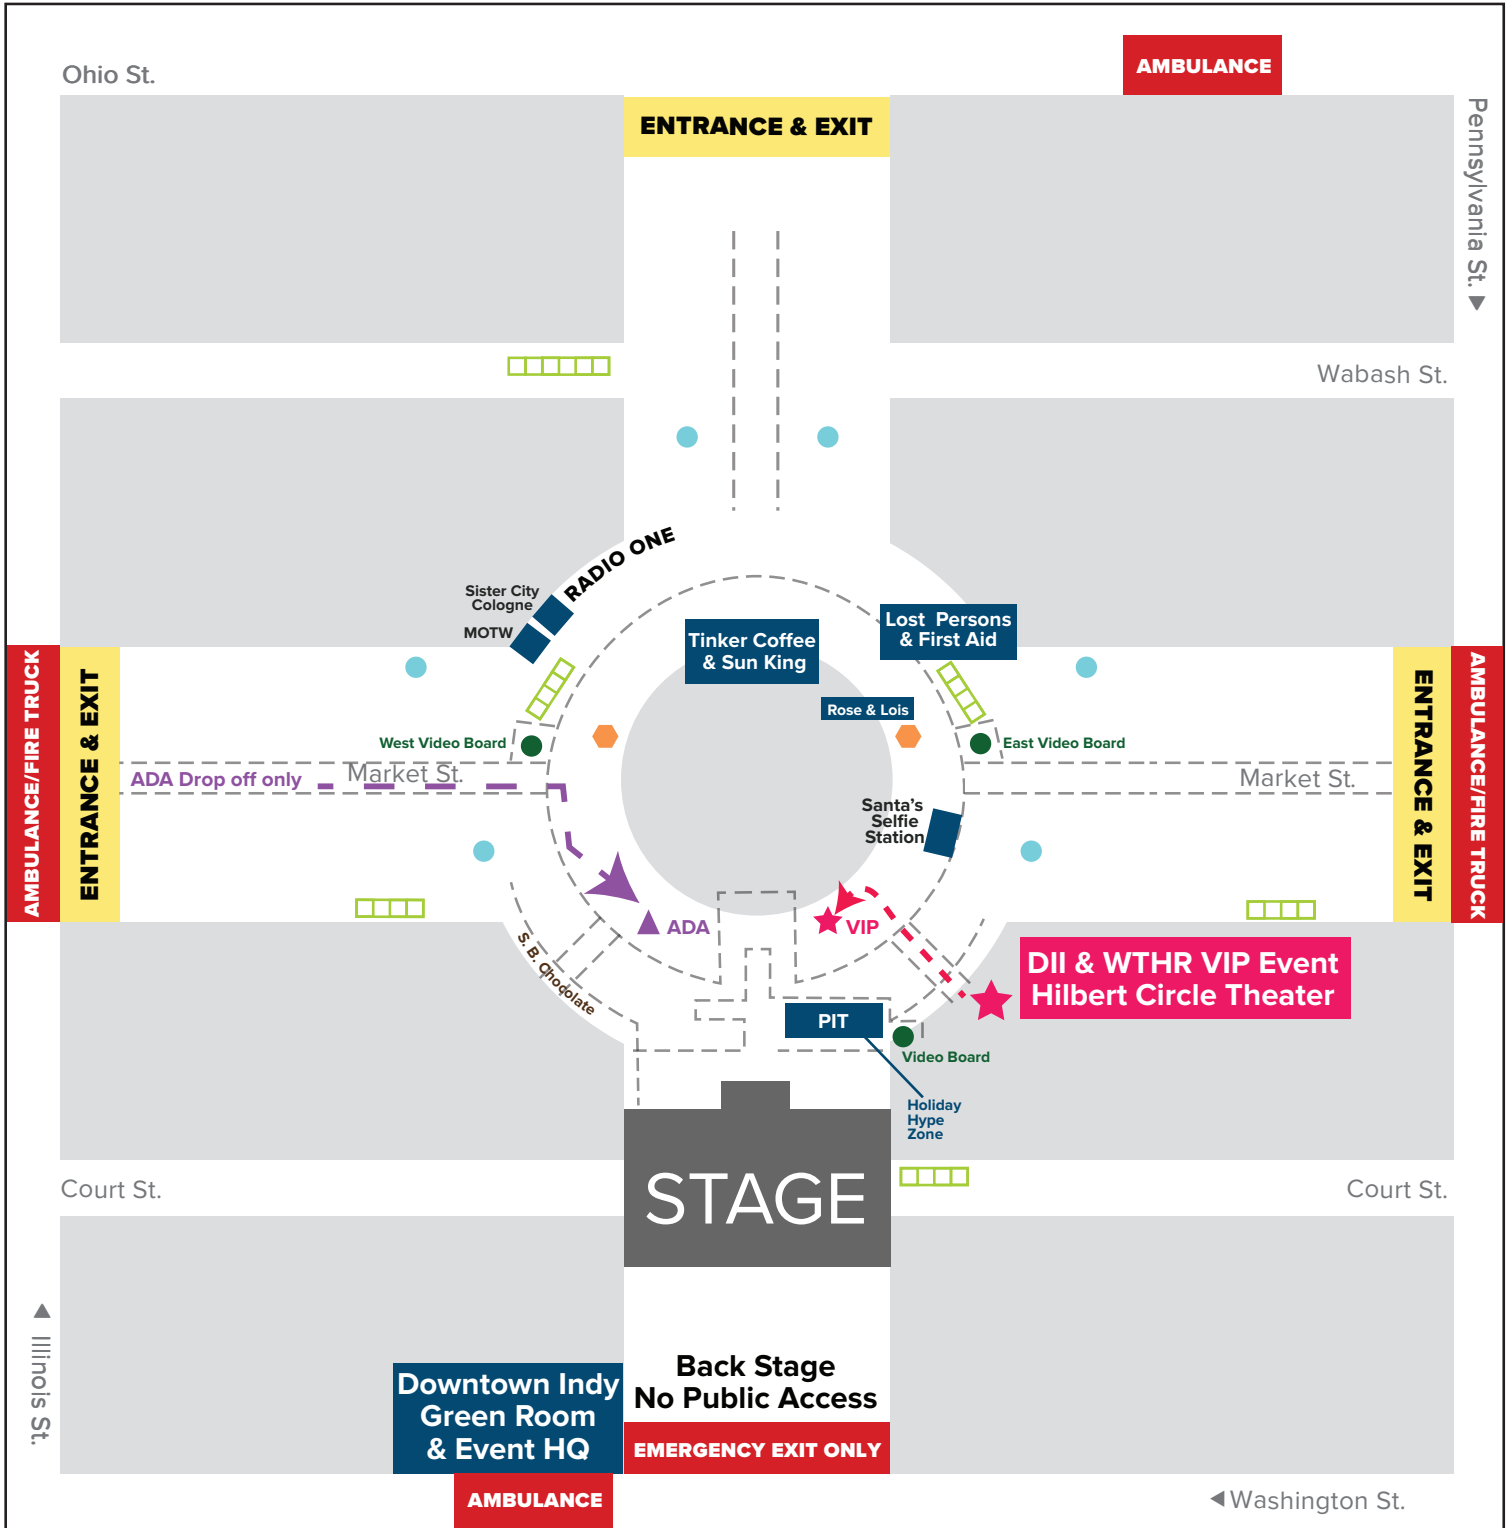 AMBULANCE
Ohio St.
ENTRANCE & EXIT
Pennsylvania St.
Wabash St.
RADIO ONE
Sister City
Cologne
MOTW
Lost Persons
& First Aid
Tinker Coffee
& Sun King
Rose & Lois
AMBULANCE/FIRE TRUCK
ENTRANCE & EXIT
West Video Board
East Video Board
ENTRANCE & EXIT
AMBULANCE/FIRE TRUCK
ADA Drop off only
Market St.
Market St.
Santa's
Selfie
Station
ADA
VIP
S. B. Chocolate
DII & WTHR VIP Event
Hilbert Circle Theater
PIT
Video Board
Holiday
Hype
Zone
STAGE
Court St.
Court St.
Illinois St.
Back Stage
No Public Access
Downtown Indy
Green Room
& Event HQ
EMERGENCY EXIT ONLY
AMBULANCE
Washington St.